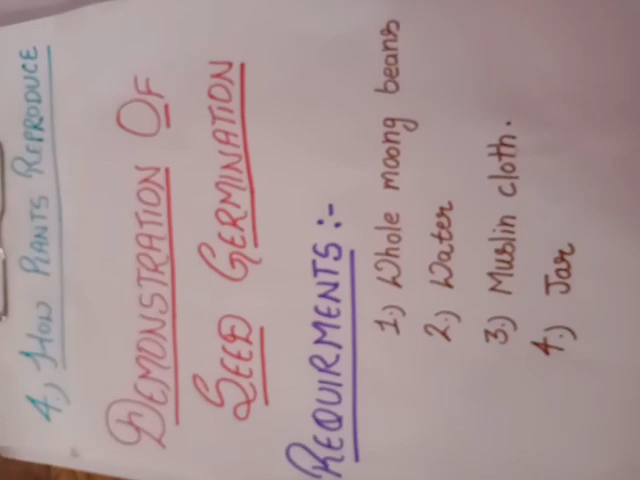 4.) HOW PLANTS REPRODUCE
DEMONSTRATION OF
SEED GERMINATION
REQUIRMENTS:-
1.) Whole moong beans
2.) Water
3.) Muslin cloth.
4.) Jar